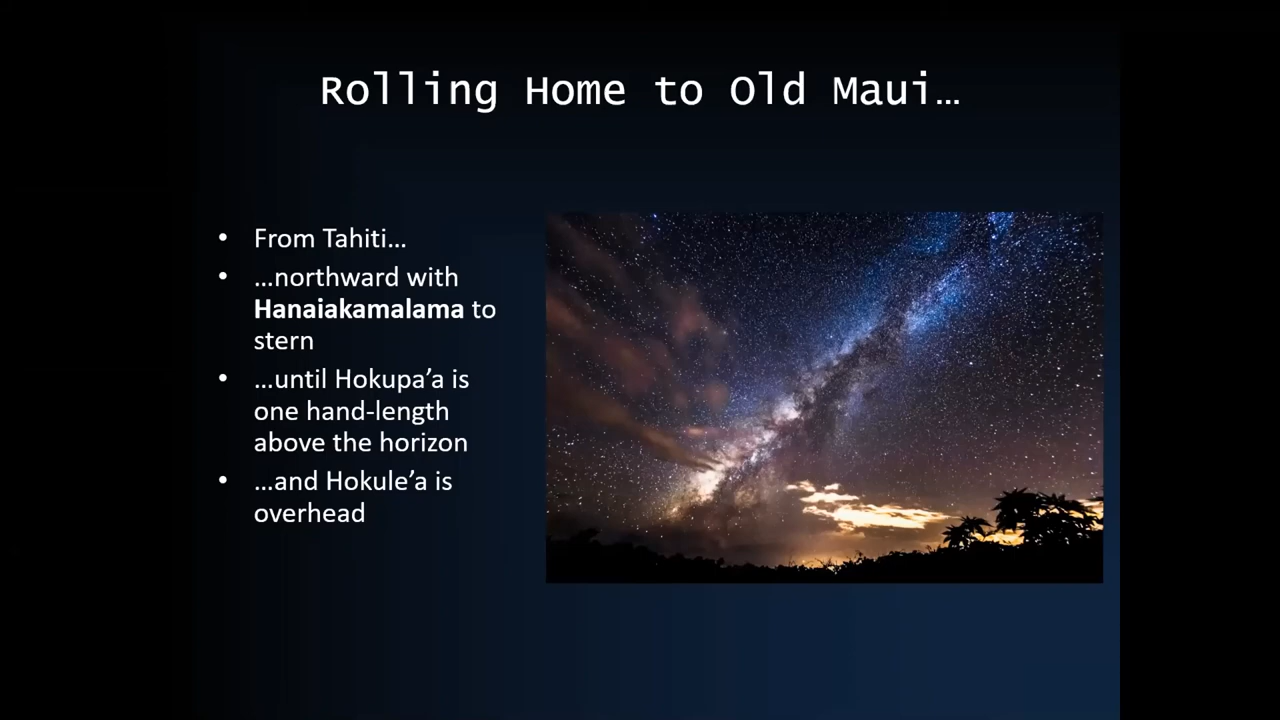 Rolling Home to Old Maui…
• From Tahiti…
• …northward with
Hanaiakamalama to
stern
• …until Hokupa’a is
one hand-length
above the horizon
• …and Hokule’a is
overhead